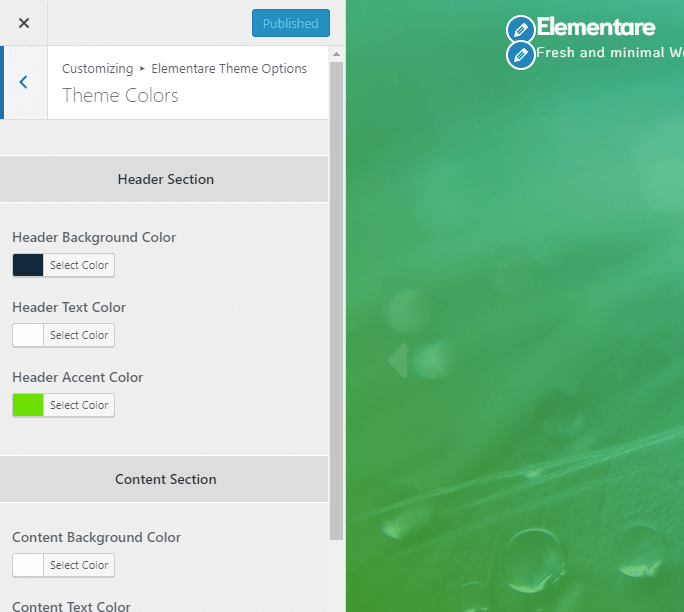 Published
Customizing ▸ Elementare Theme Options
Theme Colors
Header Section
Header Background Color
Select Color
Header Text Color
Select Color
Header Accent Color
Select Color
Content Section
Content Background Color
Select Color
Content Text Color
Elementare
Fresh and minimal